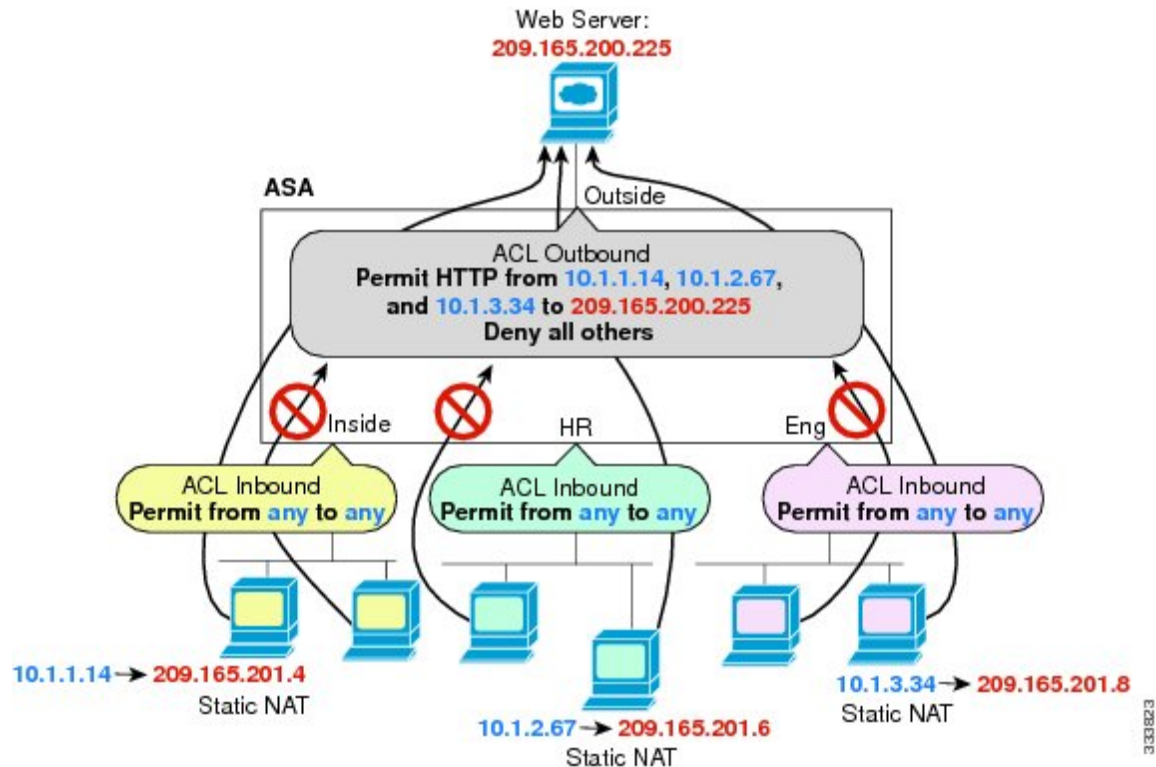 Web Server:
209.165.200.225
ASA
Outside
ACL Outbound
Permit HTTP from 10.1.1.14, 10.1.2.67,
and 10.1.3.34 to 209.165.200.225
Deny all others
Inside
HR
Eng
ACL Inbound
Permit from any to any
ACL Inbound
Permit from any to any
ACL Inbound
Permit from any to any
10.1.1.14 → 209.165.201.4
Static NAT
10.1.2.67 → 209.165.201.6
Static NAT
10.1.3.34 → 209.165.201.8
Static NAT
333823